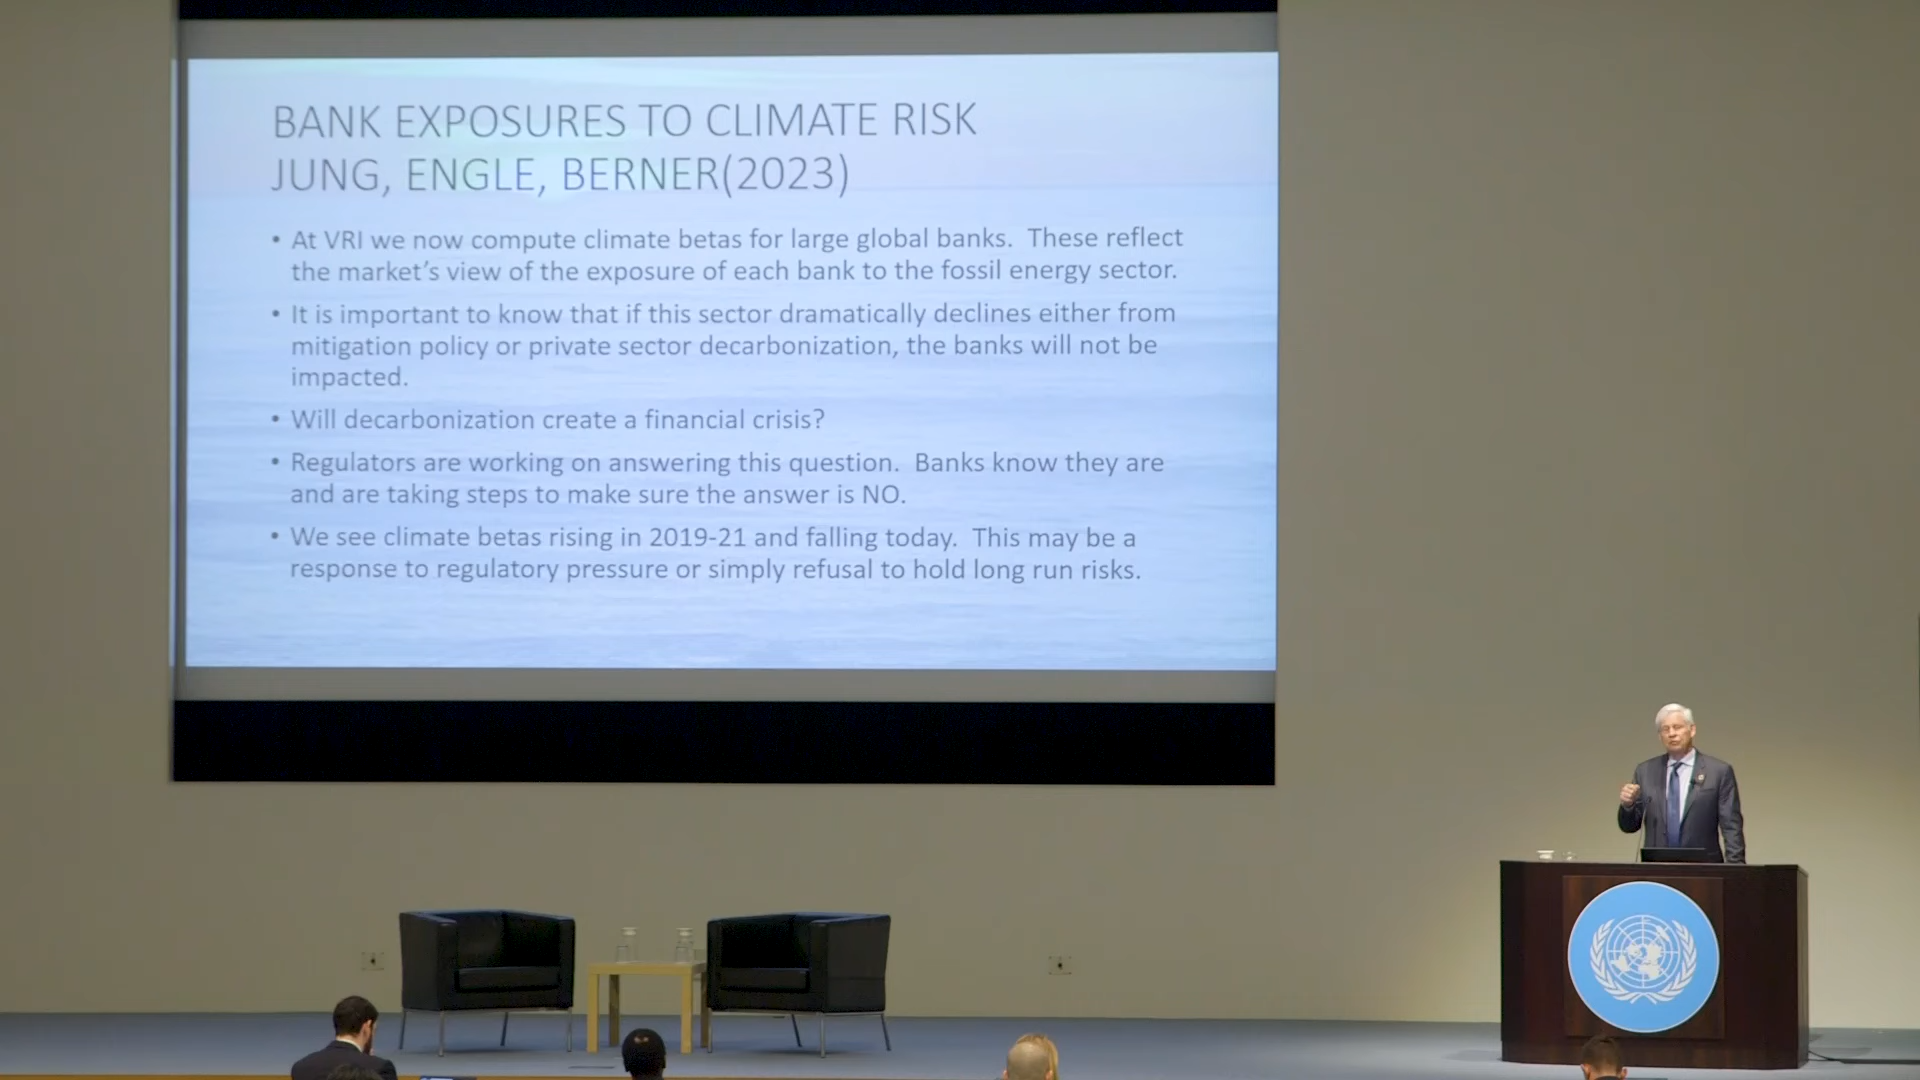 BANK EXPOSURES TO CLIMATE RISK
JUNG, ENGLE, BERNER(2023)
• At VRI we now compute climate betas for large global banks. These reflect
the market's view of the exposure of each bank to the fossil energy sector.
• It is important to know that if this sector dramatically declines either from
mitigation policy or private sector decarbonization, the banks will not be
impacted.
• Will decarbonization create a financial crisis?
• Regulators are working on answering this question. Banks know they are
and are taking steps to make sure the answer is NO.
• We see climate betas rising in 2019-21 and falling today. This may be a
response to regulatory pressure or simply refusal to hold long run risks.